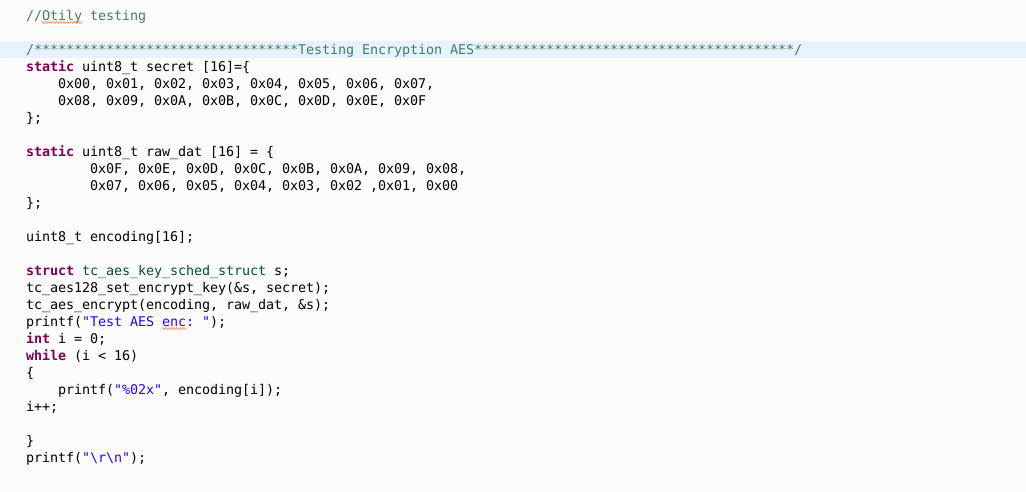 //Otily testing
/*********************************Testing Encryption AES****************************************/
static uint8_t secret [16]={
0x00, 0x01, 0x02, 0x03, 0x04, 0x05, 0x06, 0x07,
0x08, 0x09, 0x0A, 0x0B, 0x0C, 0x0D, 0x0E, 0x0F
};
static uint8_t raw_dat [16] = {
0x0F, 0x0E, 0x0D, 0x0C, 0x0B, 0x0A, 0x09, 0x08,
0x07, 0x06, 0x05, 0x04, 0x03, 0x02 ,0x01, 0x00
};
uint8_t encoding[16];
struct tc_aes_key_sched_struct s;
tc_aes128_set_encrypt_key(&s, secret);
tc_aes_encrypt(encoding, raw_dat, &s);
printf("Test AES enc: ");
int i = 0;
while (i < 16)
{
printf("%02x", encoding[i]);
i++;
}
printf("\r\n");